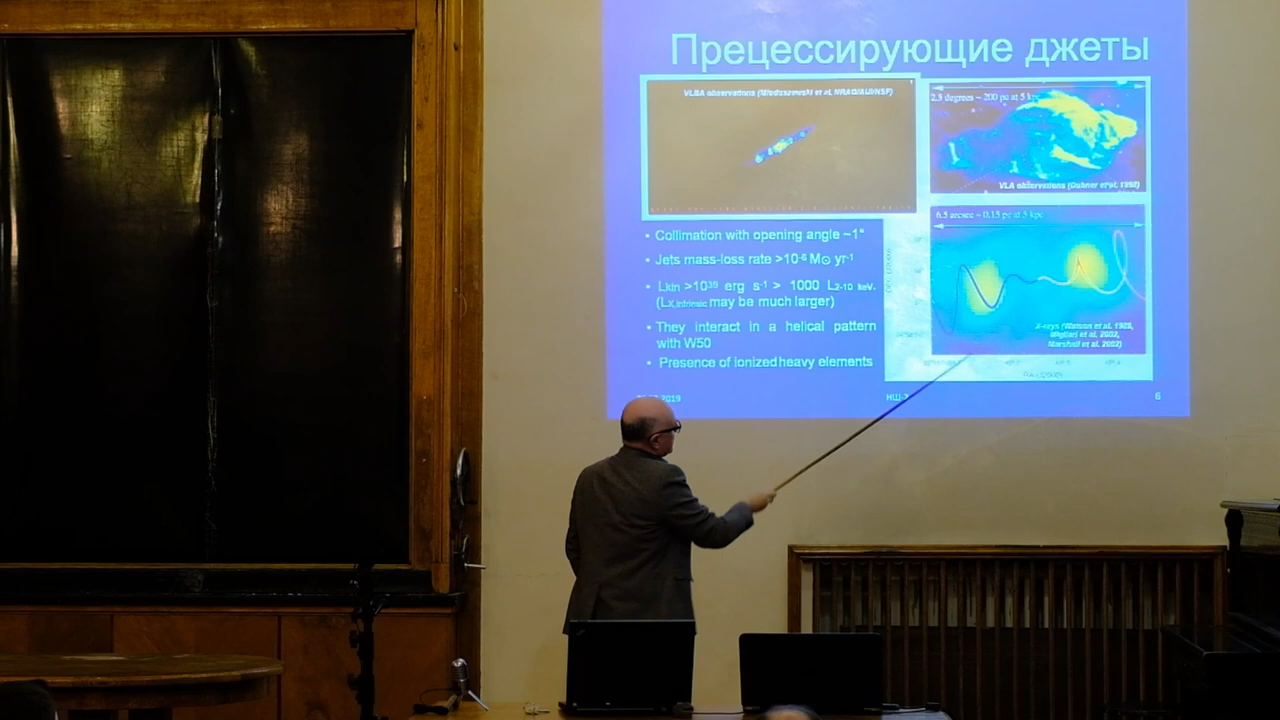 Прецессирующие джеты
VLBA observations (Mioduszewski et al, NRAO/AUI/NSF)
2.5 degrees ~ 200 pc at 5 kpc
VLA observations (Dubner et al, 1998)
• Collimation with opening angle ~1°
• Jets mass-loss rate >10⁻⁶ M⊙ yr⁻¹
• Lkin >10³⁹ erg s⁻¹ > 1000 L2-10 keV.
(LX,intrinsic may be much larger)
• They interact in a helical pattern
with W50
• Presence of ionized heavy elements
6.5 arcsec ~ 0.15 pc at 5 kpc
X-rays (Watson et al,
Migliari et al, 2002,
Marshall et al, 2002)
2019
НШ-
6